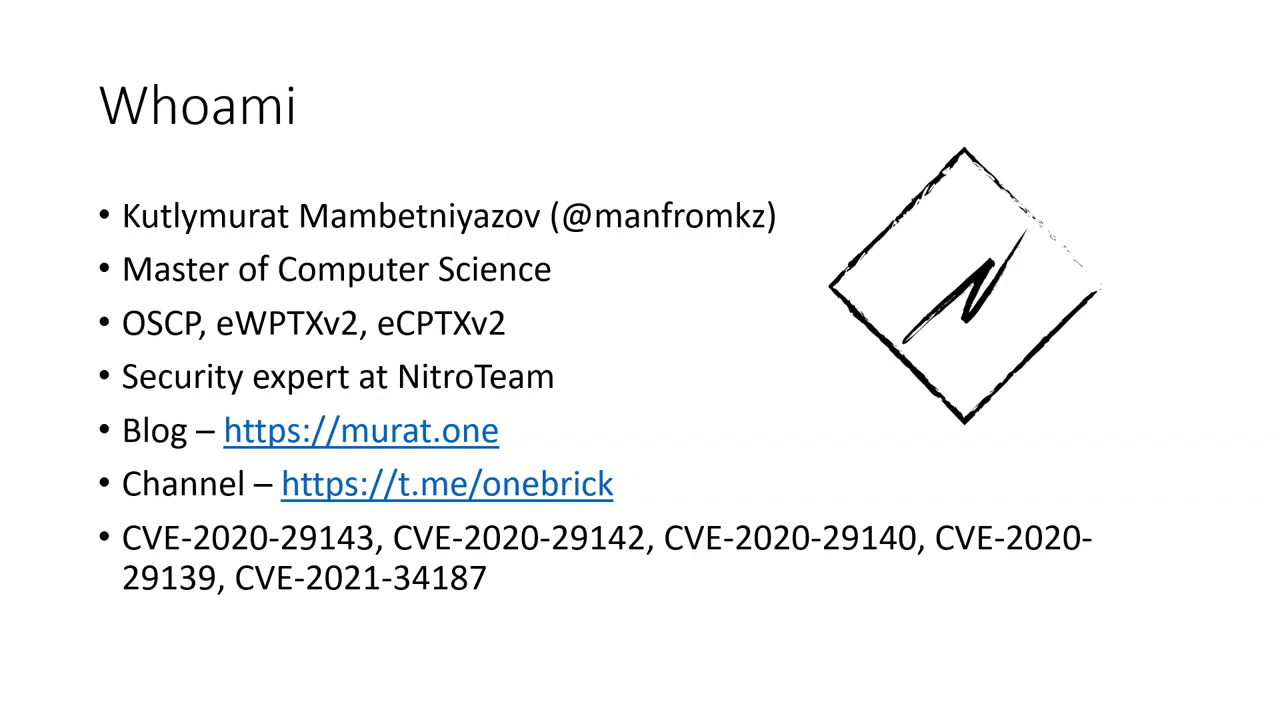 Whoami
• Kutlymurat Mambetniyazov (@manfromkz)
• Master of Computer Science
• OSCP, eWPTXv2, eCPTXv2
• Security expert at NitroTeam
• Blog – https://murat.one
• Channel – https://t.me/onebrick
• CVE-2020-29143, CVE-2020-29142, CVE-2020-29140, CVE-2020-
29139, CVE-2021-34187